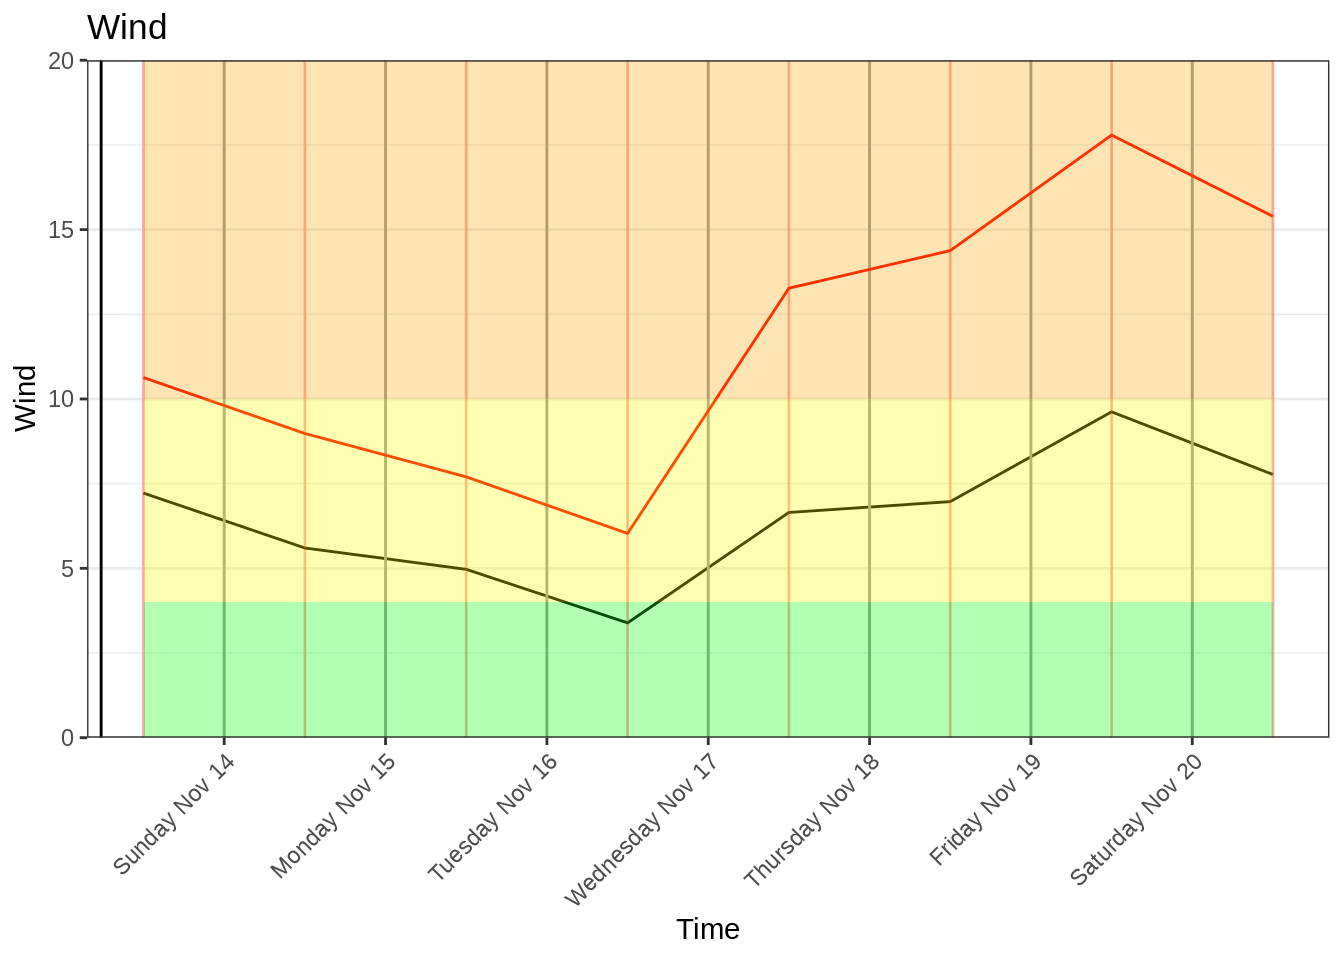 Wind
20
15
10
5
0
Wind
Sunday Nov 14
Monday Nov 15
Tuesday Nov 16
Wednesday Nov 17
Thursday Nov 18
Friday Nov 19
Saturday Nov 20
Time